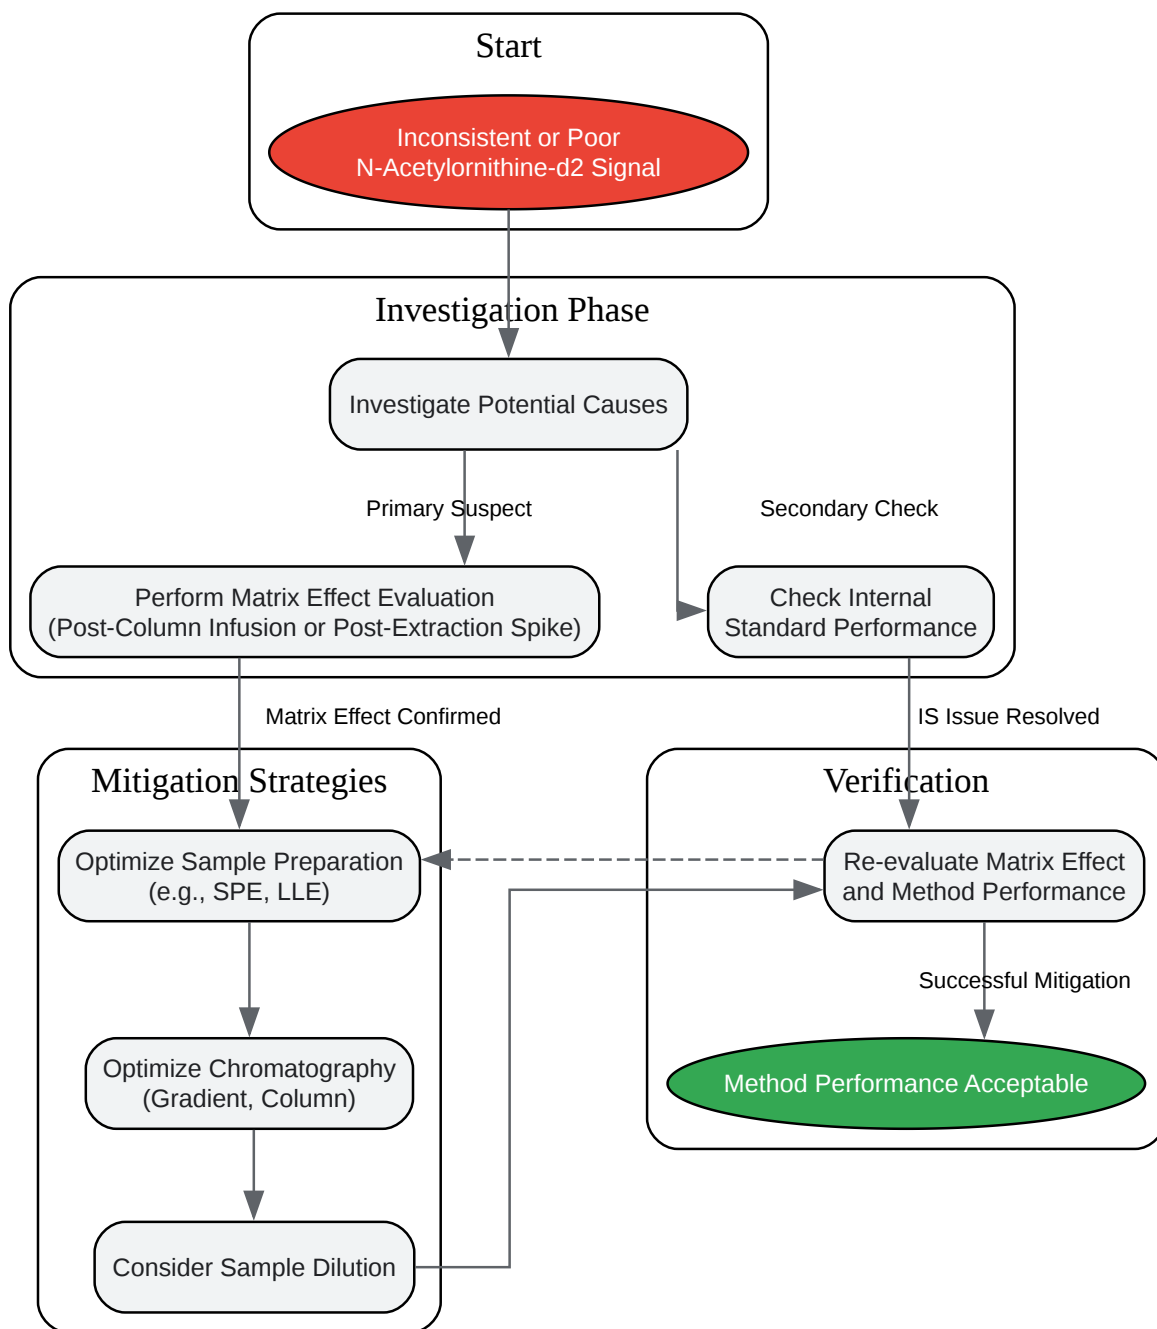 Start
Inconsistent or Poor
N-Acetylornithine-d2 Signal
Investigation Phase
Investigate Potential Causes
Primary Suspect
Secondary Check
Perform Matrix Effect Evaluation
(Post-Column Infusion or Post-Extraction Spike)
Check Internal
Standard Performance
Matrix Effect Confirmed
IS Issue Resolved
Mitigation Strategies
Verification
Optimize Sample Preparation
(e.g., SPE, LLE)
Re-evaluate Matrix Effect
and Method Performance
Successful Mitigation
Optimize Chromatography
(Gradient, Column)
Method Performance Acceptable
Consider Sample Dilution